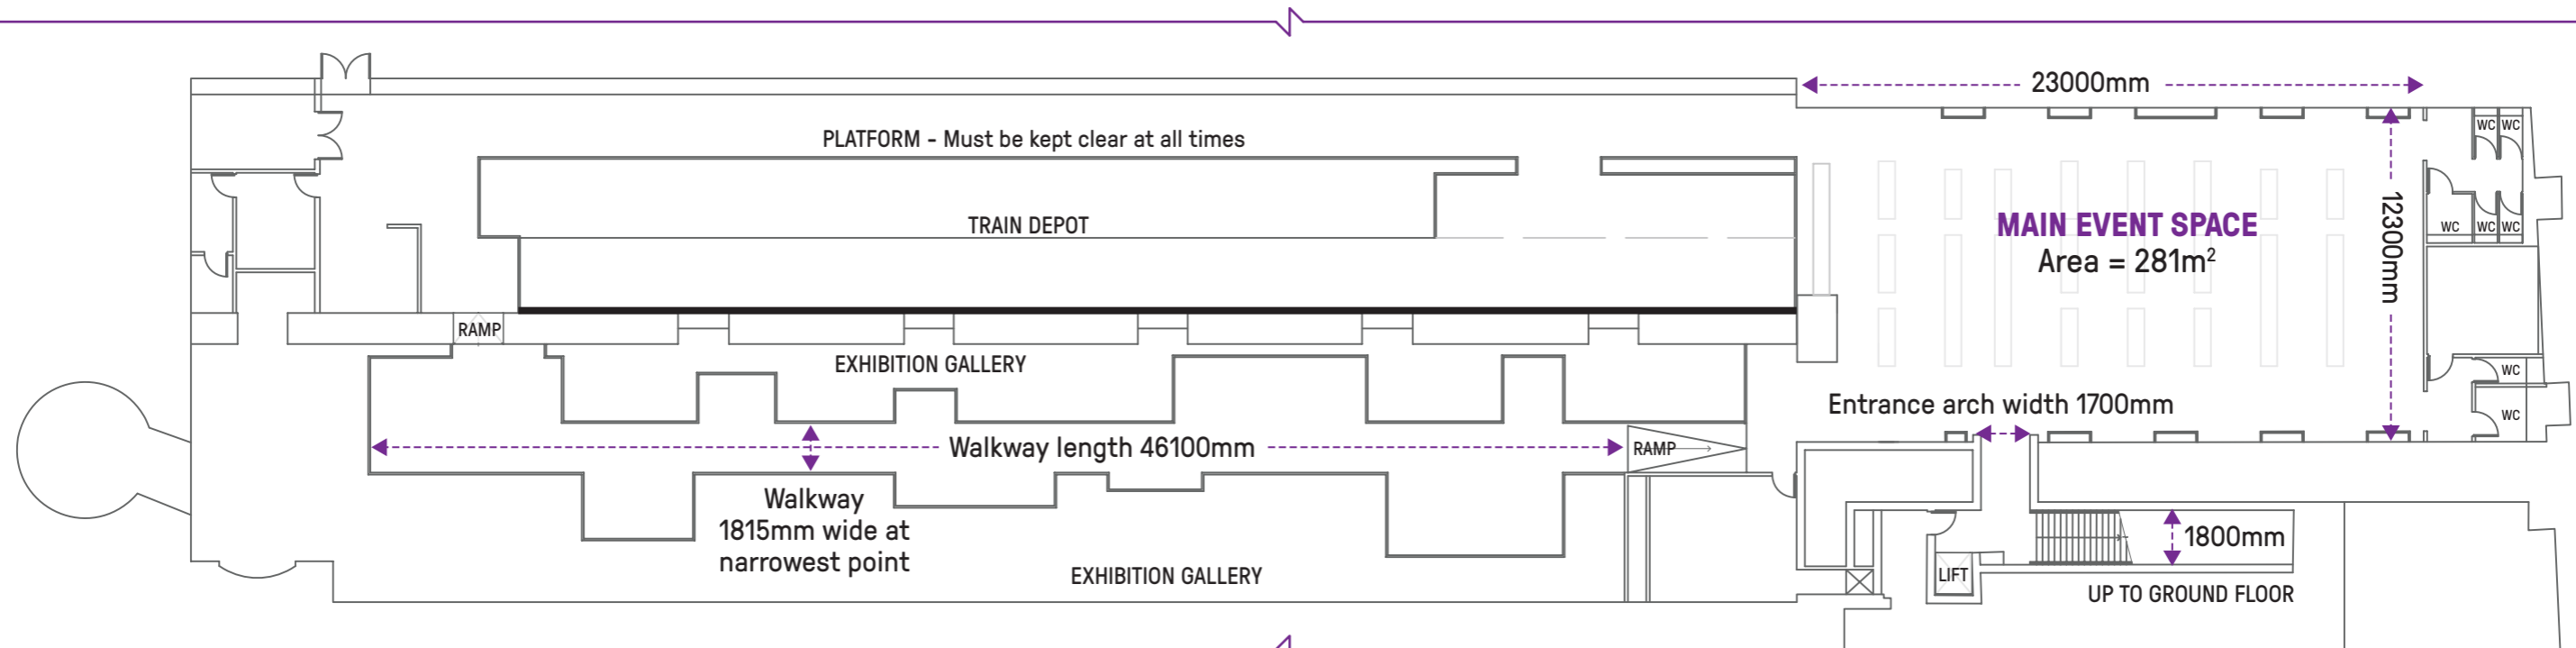 23000mm
PLATFORM - Must be kept clear at all times
WC WC
TRAIN DEPOT
MAIN EVENT SPACE
Area = 281m²
12300mm
WC WC WC
RAMP
EXHIBITION GALLERY
WC
Entrance arch width 1700mm
WC
Walkway length 46100mm
RAMP
Walkway
1815mm wide at
narrowest point
1800mm
EXHIBITION GALLERY
LIFT
UP TO GROUND FLOOR